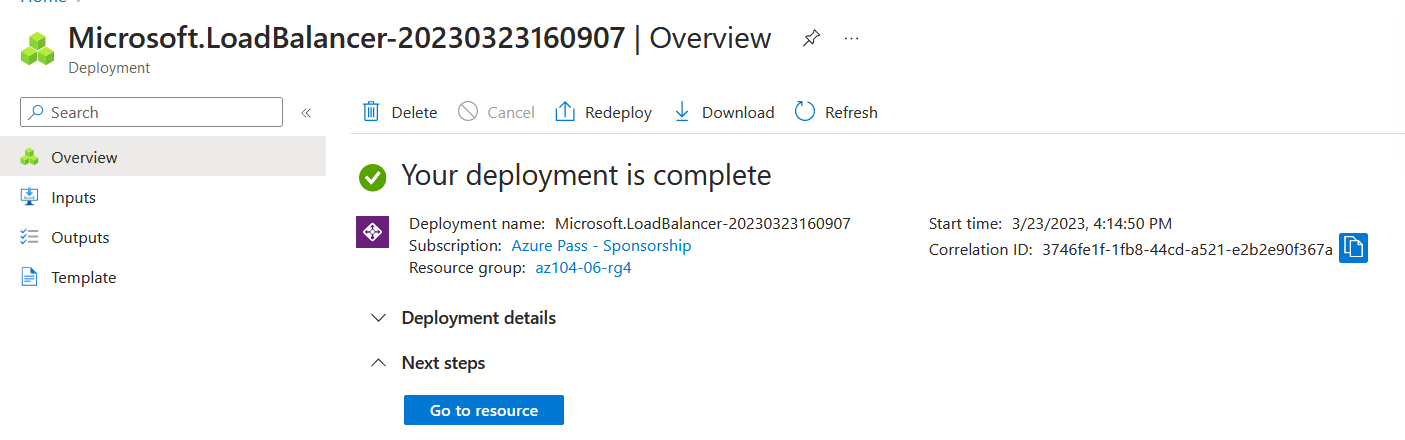 Home
Microsoft.LoadBalancer-20230323160907 | Overview
Deployment
Search
Delete Cancel Redeploy Download Refresh
Overview
Inputs
Outputs
Template
Your deployment is complete
Deployment name: Microsoft.LoadBalancer-20230323160907
Subscription: Azure Pass - Sponsorship
Resource group: az104-06-rg4
Start time: 3/23/2023, 4:14:50 PM
Correlation ID: 3746fe1f-1fb8-44cd-a521-e2b2e90f367a
Deployment details
Next steps
Go to resource